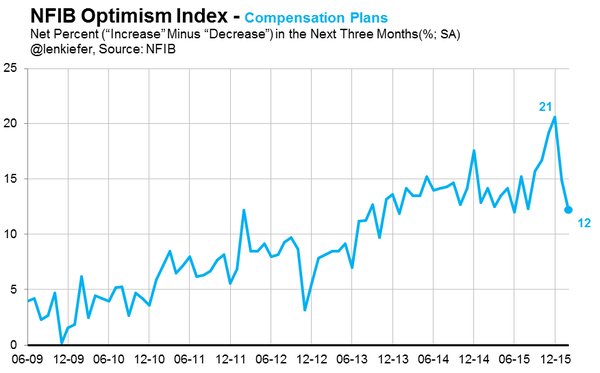 NFIB Optimism Index - Compensation Plans
Net Percent ("Increase" Minus "Decrease") in the Next Three Months(%; SA)
@lenkiefer, Source: NFIB
25
21
20
15
12
10
5
0
06-09 12-09 06-10 12-10 06-11 12-11 06-12 12-12 06-13 12-13 06-14 12-14 06-15 12-15